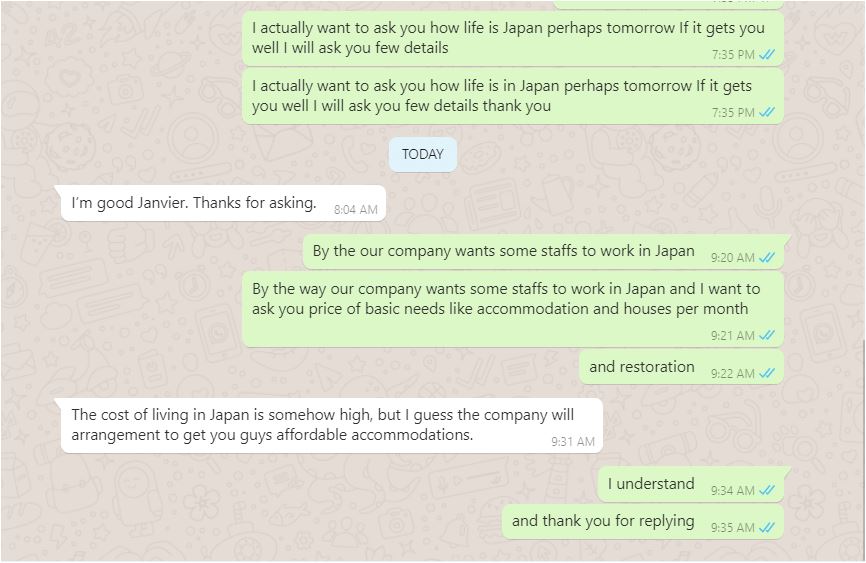 I actually want to ask you how life is Japan perhaps tomorrow If it gets you
well I will ask you few details
7:35 PM
I actually want to ask you how life is in Japan perhaps tomorrow If it gets
you well I will ask you few details thank you
7:35 PM
TODAY
I'm good Janvier. Thanks for asking. 8:04 AM
By the our company wants some staffs to work in Japan 9:20 AM
By the way our company wants some staffs to work in Japan and I want to
ask you price of basic needs like accommodation and houses per month
9:21 AM
and restoration 9:22 AM
The cost of living in Japan is somehow high, but I guess the company will
arrangement to get you guys affordable accommodations.
9:31 AM
I understand 9:34 AM
and thank you for replying 9:35 AM